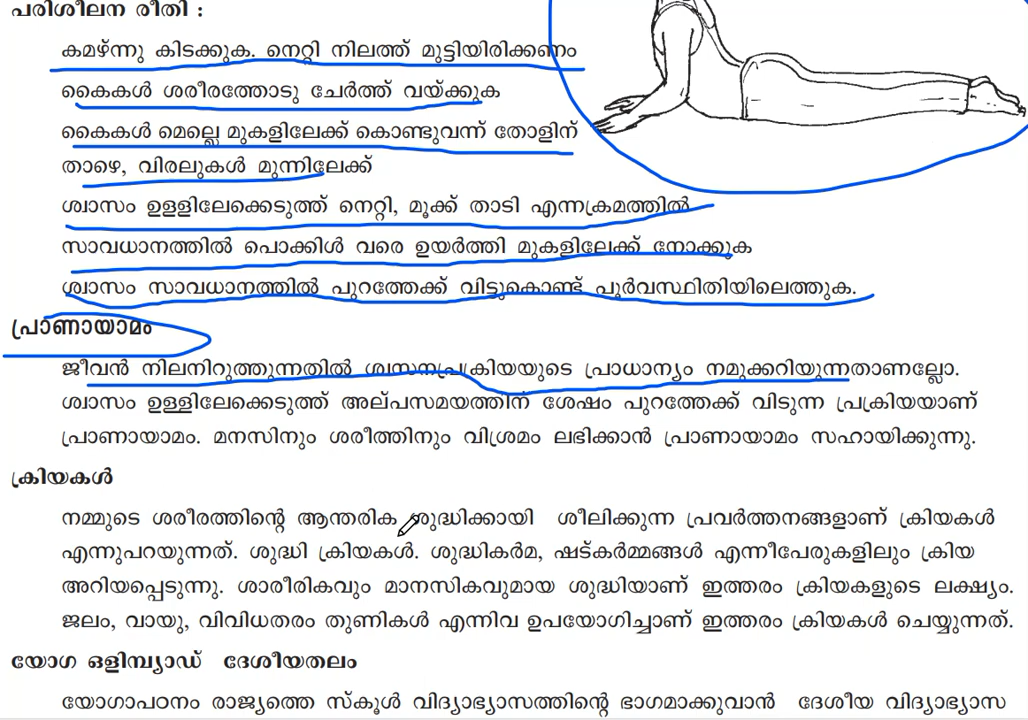 പരിശീലന രീതി :
കമഴ്ന്നു കിടക്കുക. നെറ്റി നിലത്ത് മുട്ടിയിരിക്കണം
കൈകൾ ശരീരത്തോടു ചേർത്ത് വയ്ക്കുക
കൈകൾ മെല്ലെ മുകളിലേക്ക് കൊണ്ടുവന്ന് തോളിന്
താഴെ, വിരലുകൾ മുന്നിലേക്ക്
ശ്വാസം ഉള്ളിലേക്കെടുത്ത് നെറ്റി, മൂക്ക് താടി എന്നക്രമത്തിൽ
സാവധാനത്തിൽ പൊക്കിൾ വരെ ഉയർത്തി മുകളിലേക്ക് നോക്കുക
ശ്വാസം സാവധാനത്തിൽ പുറത്തേക്ക് വിട്ടുകൊണ്ട് പൂർവസ്ഥിതിയിലെത്തുക.
പ്രാണായാമം
ജീവൻ നിലനിറുത്തുന്നതിൽ ശ്വസനപ്രക്രിയയുടെ പ്രാധാന്യം നമുക്കറിയുന്നതാണല്ലോ.
ശ്വാസം ഉള്ളിലേക്കെടുത്ത് അല്പസമയത്തിന് ശേഷം പുറത്തേക്ക് വിടുന്ന പ്രക്രിയയാണ്
പ്രാണായാമം. മനസിനും ശരീത്തിനും വിശ്രമം ലഭിക്കാൻ പ്രാണായാമം സഹായിക്കുന്നു.
ക്രിയകൾ
നമ്മുടെ ശരീരത്തിന്റെ ആന്തരിക ശുദ്ധിക്കായി ശീലിക്കുന്ന പ്രവർത്തനങ്ങളാണ് ക്രിയകൾ
എന്നുപറയുന്നത്. ശുദ്ധി ക്രിയകൾ. ശുദ്ധികർമ, ഷട്കർമ്മങ്ങൾ എന്നീപേരുകളിലും ക്രിയ
അറിയപ്പെടുന്നു. ശാരീരികവും മാനസികവുമായ ശുദ്ധിയാണ് ഇത്തരം ക്രിയകളുടെ ലക്ഷ്യം.
ജലം, വായു, വിവിധതരം തുണികൾ എന്നിവ ഉപയോഗിച്ചാണ് ഇത്തരം ക്രിയകൾ ചെയ്യുന്നത്.
യോഗ ഒളിമ്പ്യാഡ് ദേശീയതലം
യോഗാപഠനം രാജ്യത്തെ സ്കൂൾ വിദ്യാഭ്യാസത്തിന്റെ ഭാഗമാക്കുവാൻ ദേശീയ വിദ്യാഭ്യാസ